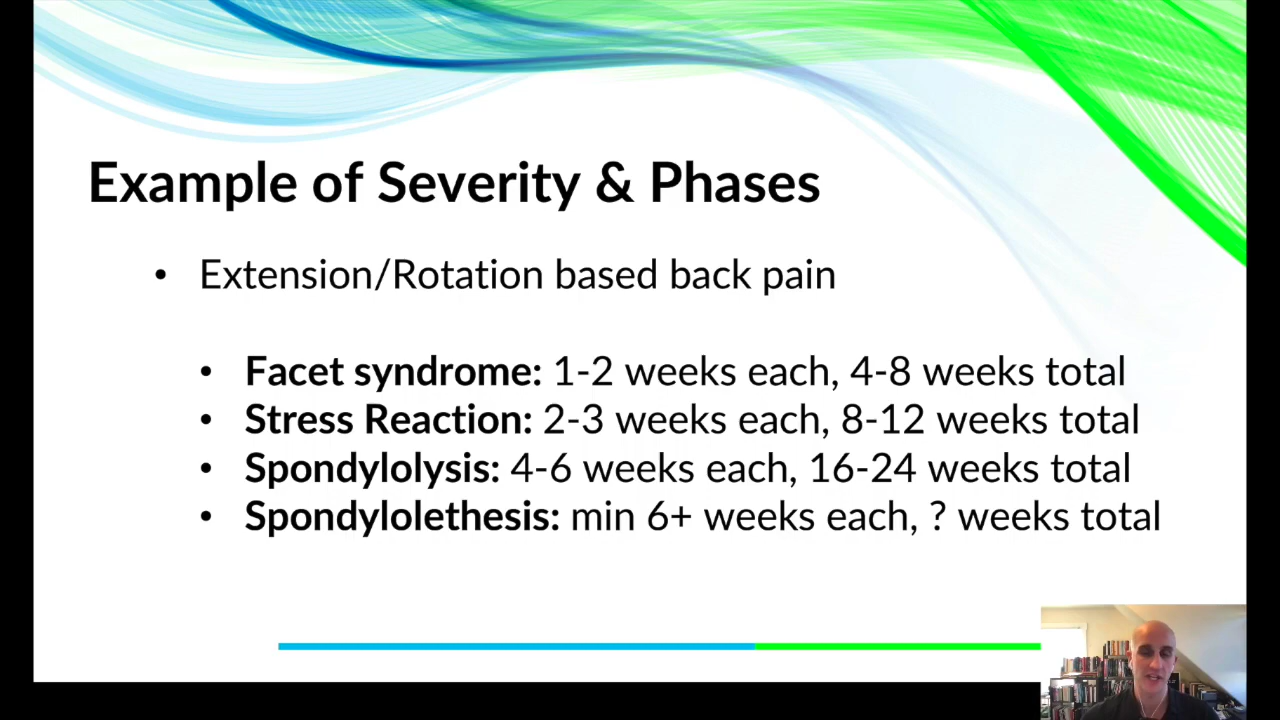 Example of Severity & Phases
• Extension/Rotation based back pain
• Facet syndrome: 1-2 weeks each, 4-8 weeks total
• Stress Reaction: 2-3 weeks each, 8-12 weeks total
• Spondylolysis: 4-6 weeks each, 16-24 weeks total
• Spondylolethesis: min 6+ weeks each, ? weeks total